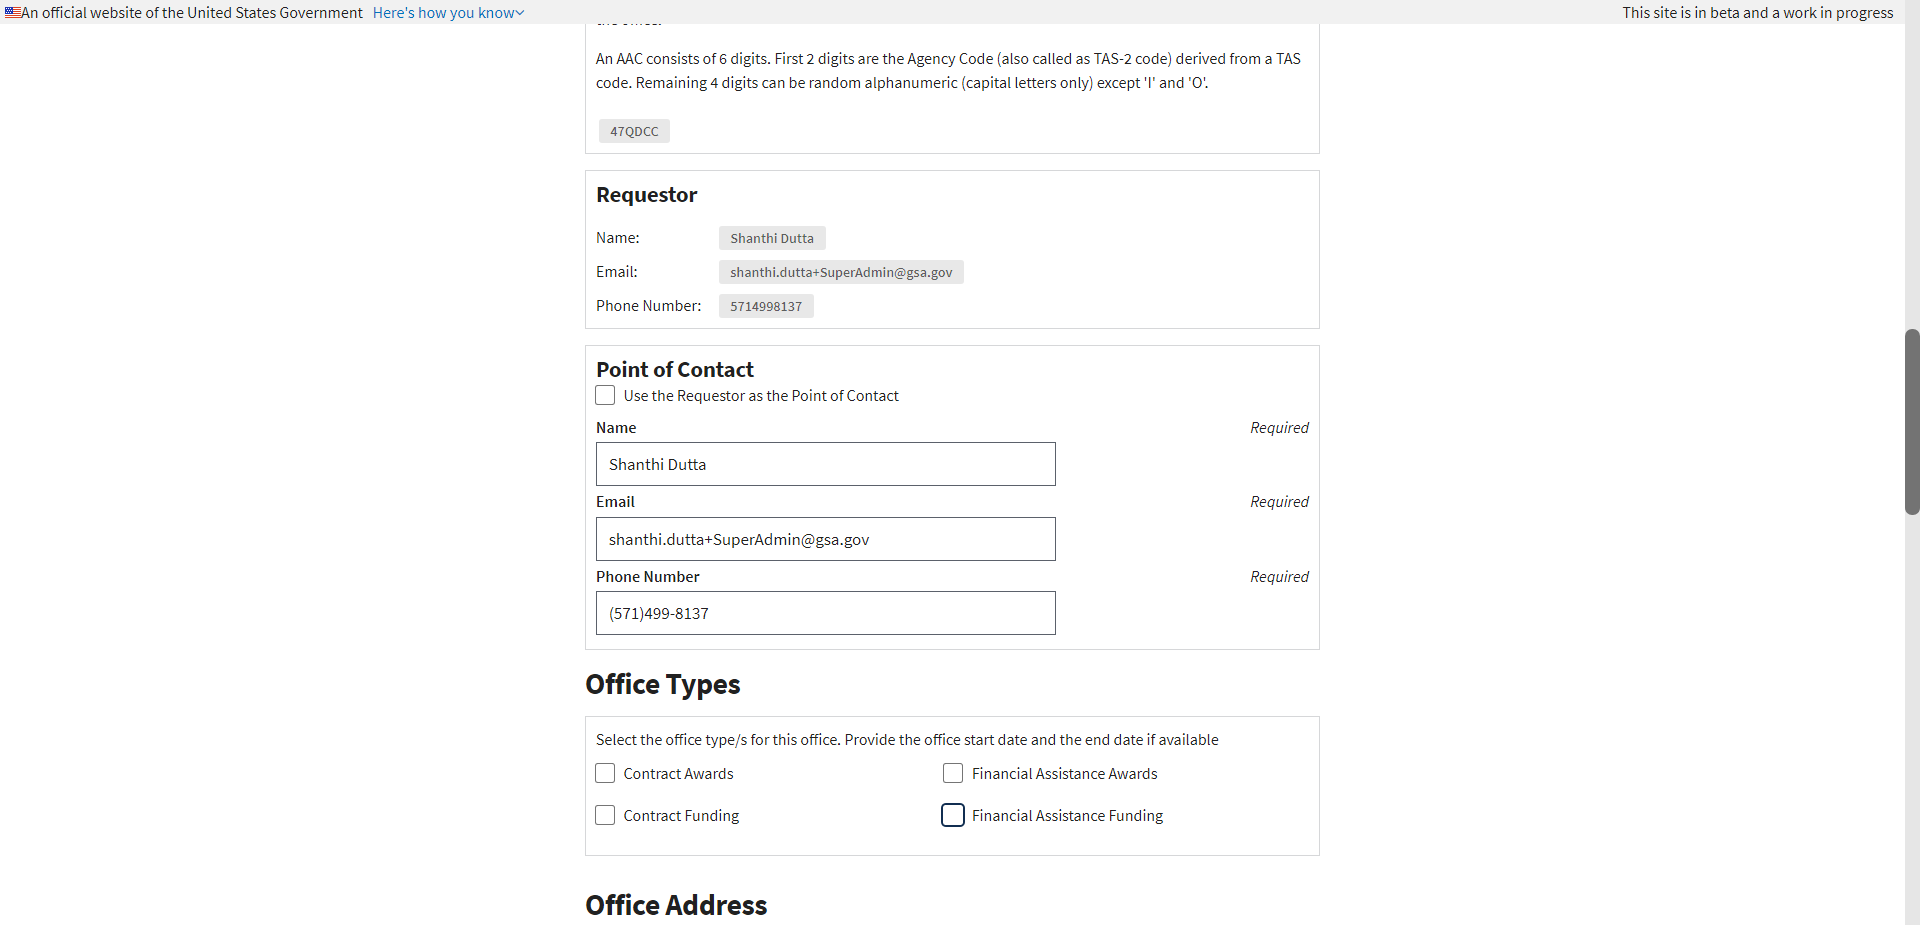 An official website of the United States Government Here's how you know
This site is in beta and a work in progress
the office.
An AAC consists of 6 digits. First 2 digits are the Agency Code (also called as TAS-2 code) derived from a TAS
code. Remaining 4 digits can be random alphanumeric (capital letters only) except 'I' and 'O'.
47QDCC
Requestor
Name: Shanthi Dutta
Email: shanthi.dutta+SuperAdmin@gsa.gov
Phone Number: 5714998137
Point of Contact
Use the Requestor as the Point of Contact
Name Required
Shanthi Dutta
Email Required
shanthi.dutta+SuperAdmin@gsa.gov
Phone Number Required
(571)499-8137
Office Types
Select the office type/s for this office. Provide the office start date and the end date if available
Contract Awards Financial Assistance Awards
Contract Funding Financial Assistance Funding
Office Address